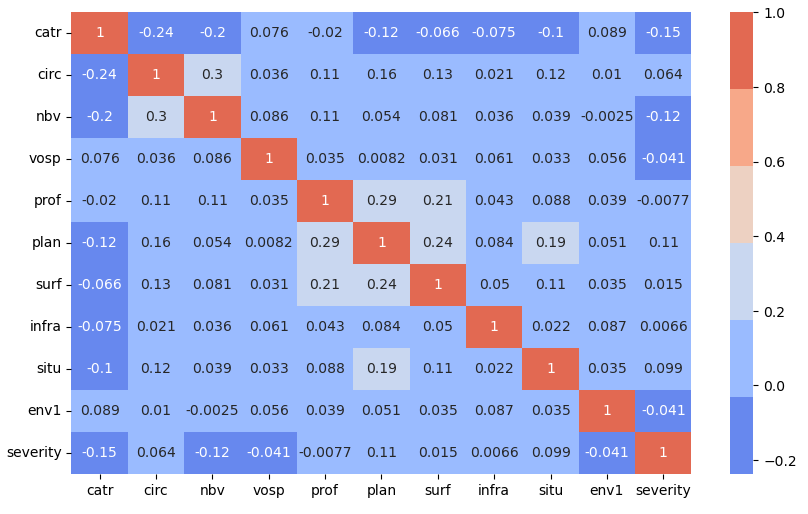 catr 1 -0.24 -0.2 0.076 -0.02 -0.12 -0.066 -0.075 -0.1 0.089 -0.15
circ -0.24 1 0.3 0.036 0.11 0.16 0.13 0.021 0.12 0.01 0.064
nbv -0.2 0.3 1 0.086 0.11 0.054 0.081 0.036 0.039 -0.0025 -0.12
vosp 0.076 0.036 0.086 1 0.035 0.0082 0.031 0.061 0.033 0.056 -0.041
prof -0.02 0.11 0.11 0.035 1 0.29 0.21 0.043 0.088 0.039 -0.0077
plan -0.12 0.16 0.054 0.0082 0.29 1 0.24 0.084 0.19 0.051 0.11
surf -0.066 0.13 0.081 0.031 0.21 0.24 1 0.05 0.11 0.035 0.015
infra -0.075 0.021 0.036 0.061 0.043 0.084 0.05 1 0.022 0.087 0.0066
situ -0.1 0.12 0.039 0.033 0.088 0.19 0.11 0.022 1 0.035 0.099
env1 0.089 0.01 -0.0025 0.056 0.039 0.051 0.035 0.087 0.035 1 -0.041
severity -0.15 0.064 -0.12 -0.041 -0.0077 0.11 0.015 0.0066 0.099 -0.041 1
catr circ nbv vosp prof plan surf infra situ env1 severity
1.0
0.8
0.6
0.4
0.2
0.0
−0.2